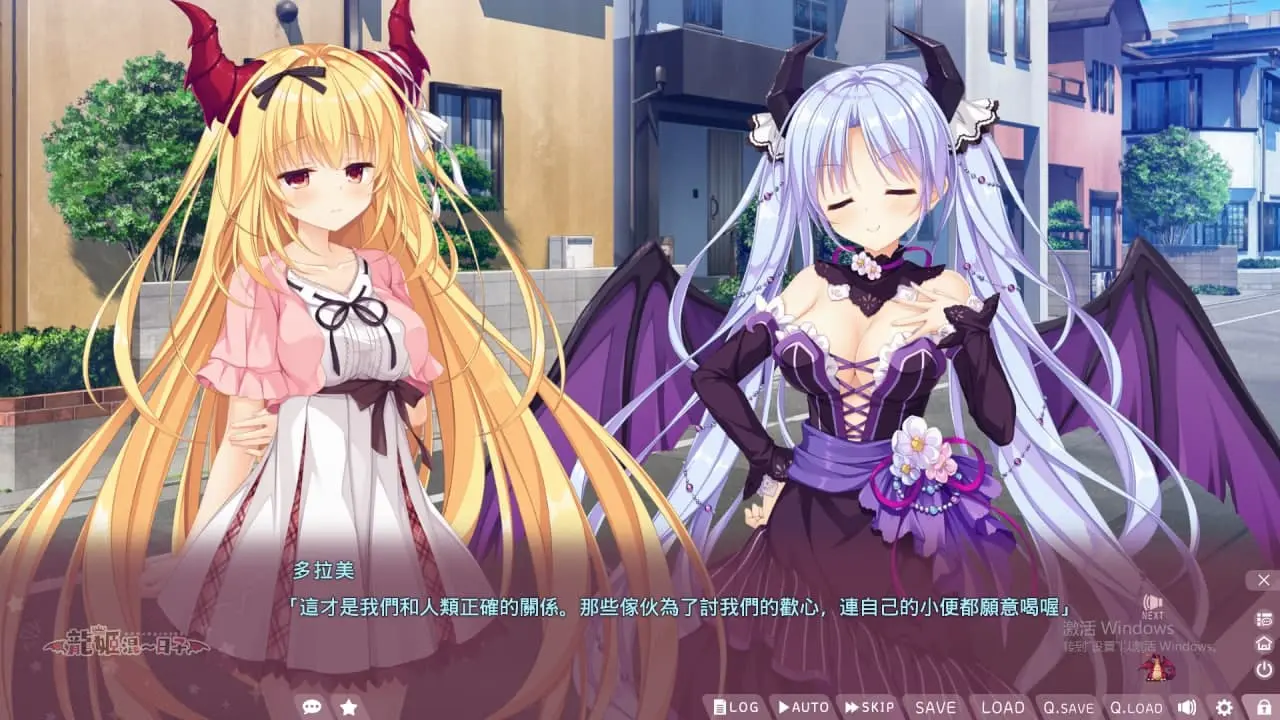 多拉美
「這才是我們和人類正確的關係。那些傢伙為了討我們的歡心，連自己的小便都願意喝喔」
NEXT
激活 Windows
转到"设置"以激活 Windows。
LOG AUTO SKIP SAVE LOAD Q.SAVE Q.LOAD